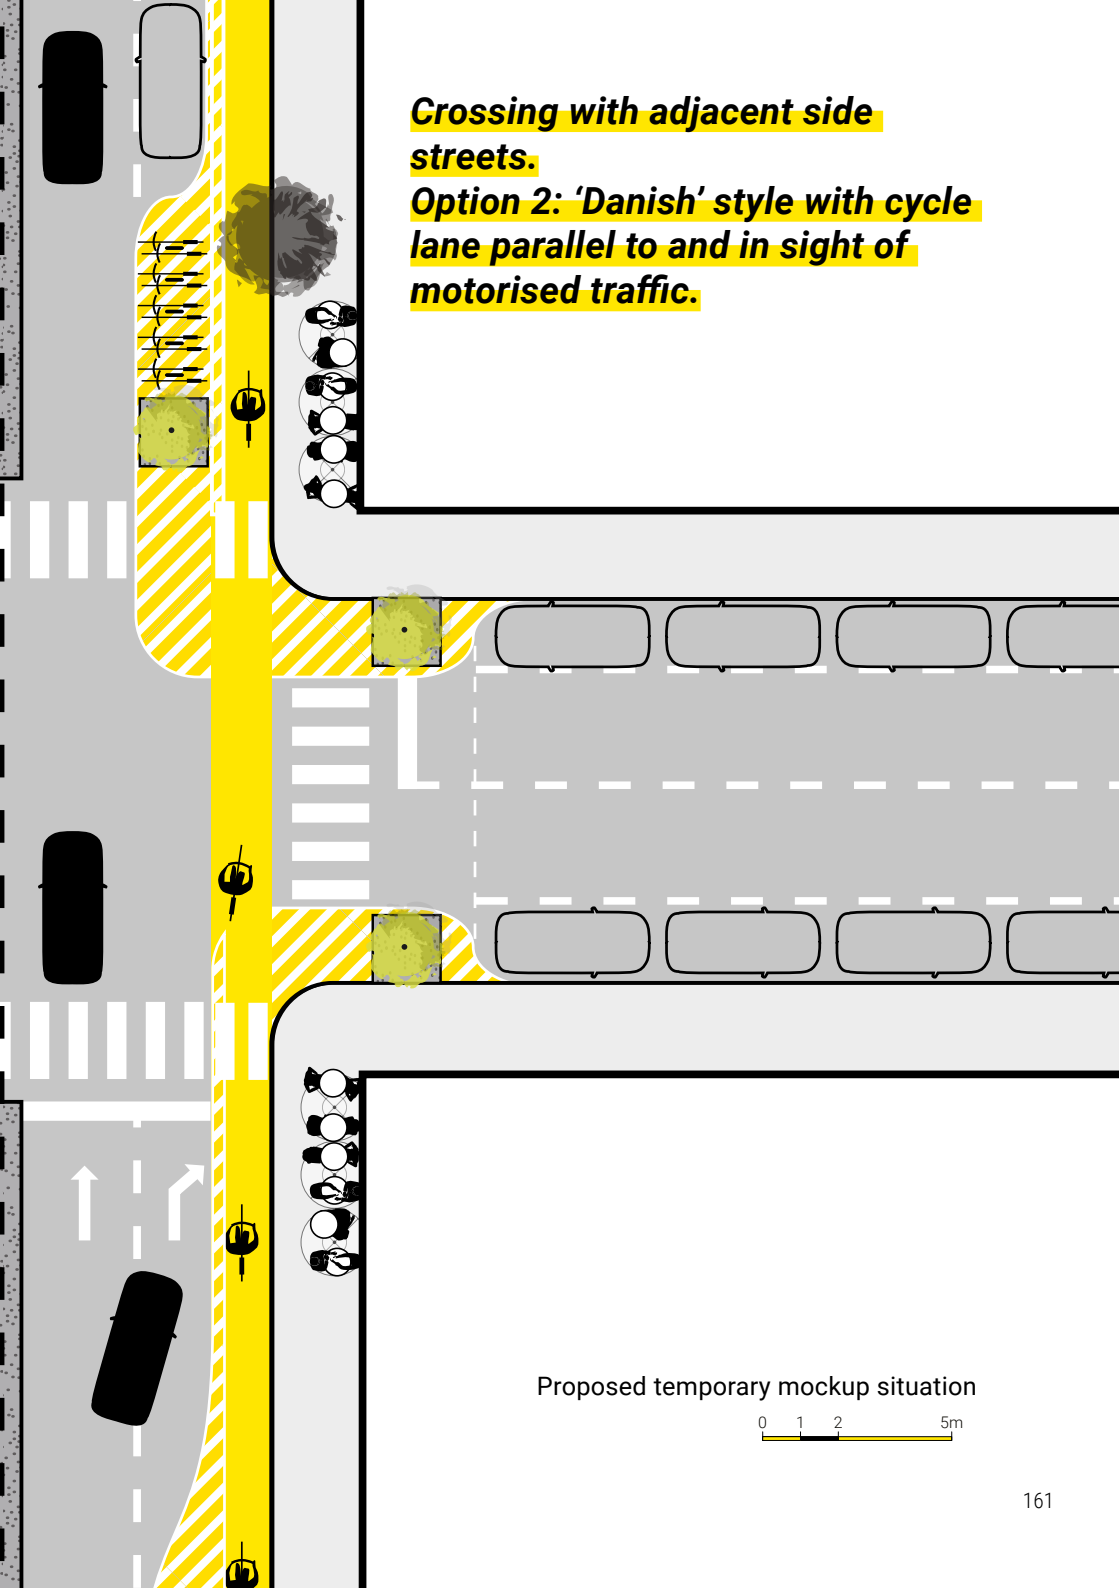 Crossing with adjacent side
streets.
Option 2: ‘Danish’ style with cycle
lane parallel to and in sight of
motorised traffic.
Proposed temporary mockup situation
0 1 2 5m
161